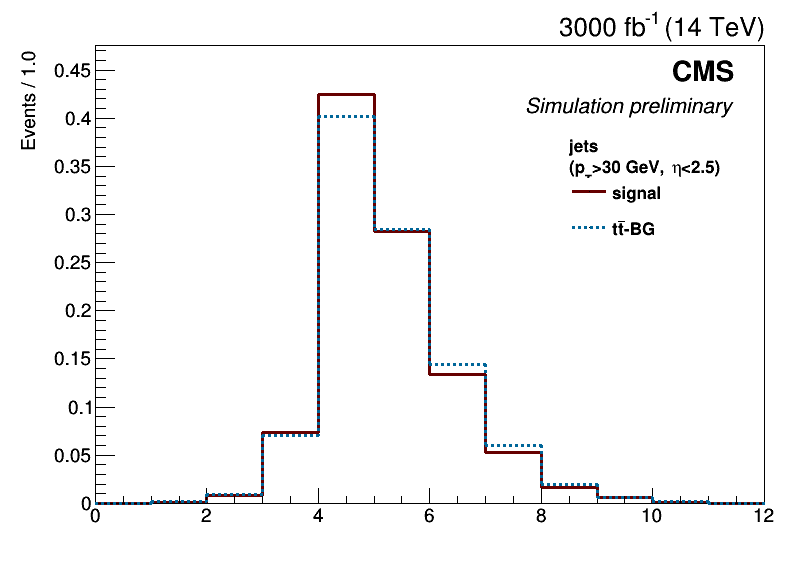 3000 fb⁻¹ (14 TeV)
CMS
Simulation preliminary
jets
(p_T>30 GeV, η<2.5)
signal
tt̄-BG
Events / 1.0
0.45
0.4
0.35
0.3
0.25
0.2
0.15
0.1
0.05
0
0 2 4 6 8 10 12